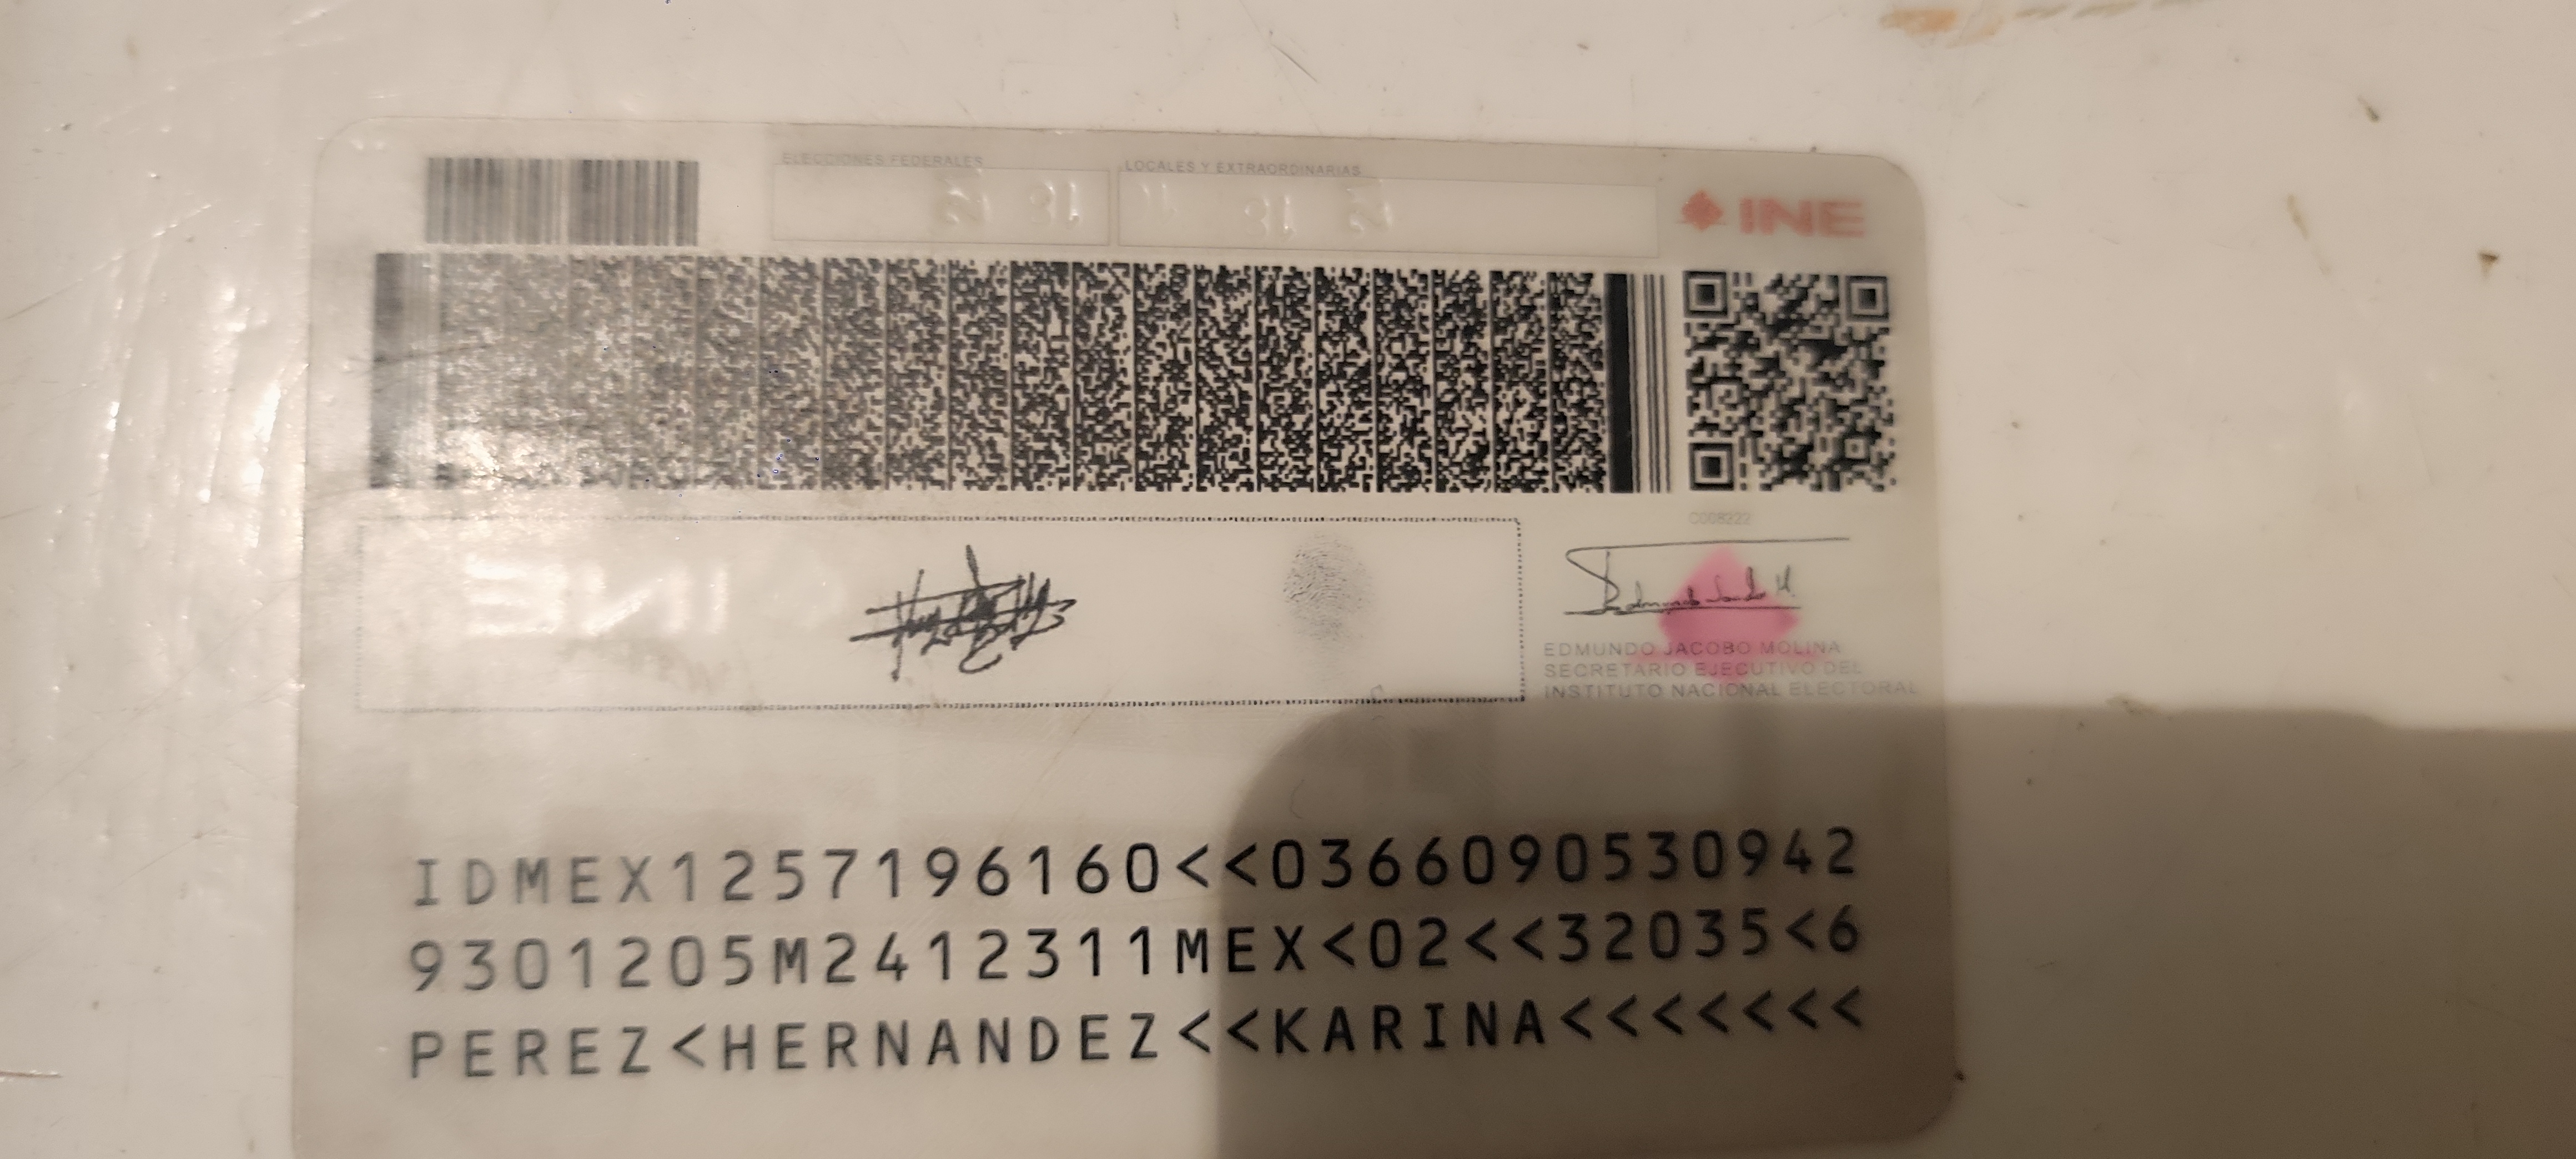 ELECCIONES FEDERALES
LOCALES Y EXTRAORDINARIAS
INE
C008222
EDMUNDO JACOBO MOLINA
SECRETARIO EJECUTIVO DEL
INSTITUTO NACIONAL ELECTORAL
IDMEX1257196160<<0366090530942
9301205M2412311MEX<02<<32035<6
PEREZ<HERNANDEZ<<KARINA<<<<<<<